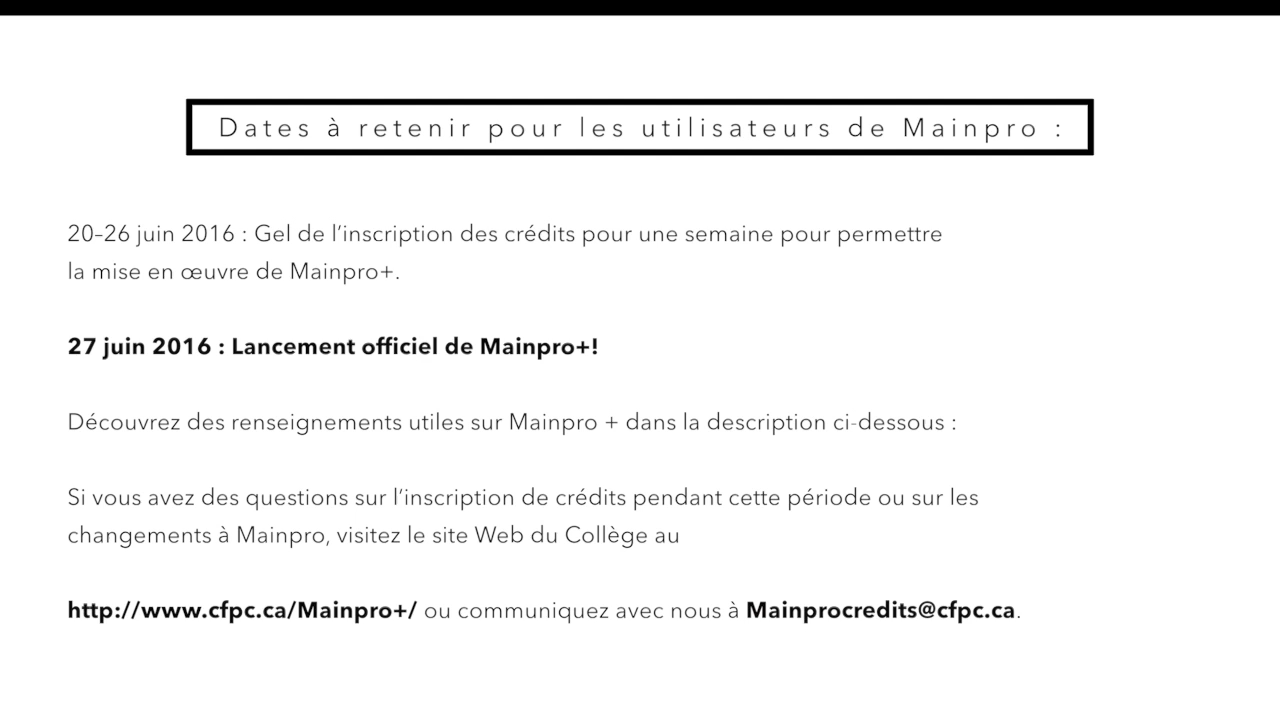 Dates à retenir pour les utilisateurs de Mainpro :
20–26 juin 2016 : Gel de l’inscription des crédits pour une semaine pour permettre
la mise en œuvre de Mainpro+.
27 juin 2016 : Lancement officiel de Mainpro+!
Découvrez des renseignements utiles sur Mainpro + dans la description ci-dessous :
Si vous avez des questions sur l’inscription de crédits pendant cette période ou sur les
changements à Mainpro, visitez le site Web du Collège au
http://www.cfpc.ca/Mainpro+/ ou communiquez avec nous à Mainprocredits@cfpc.ca.